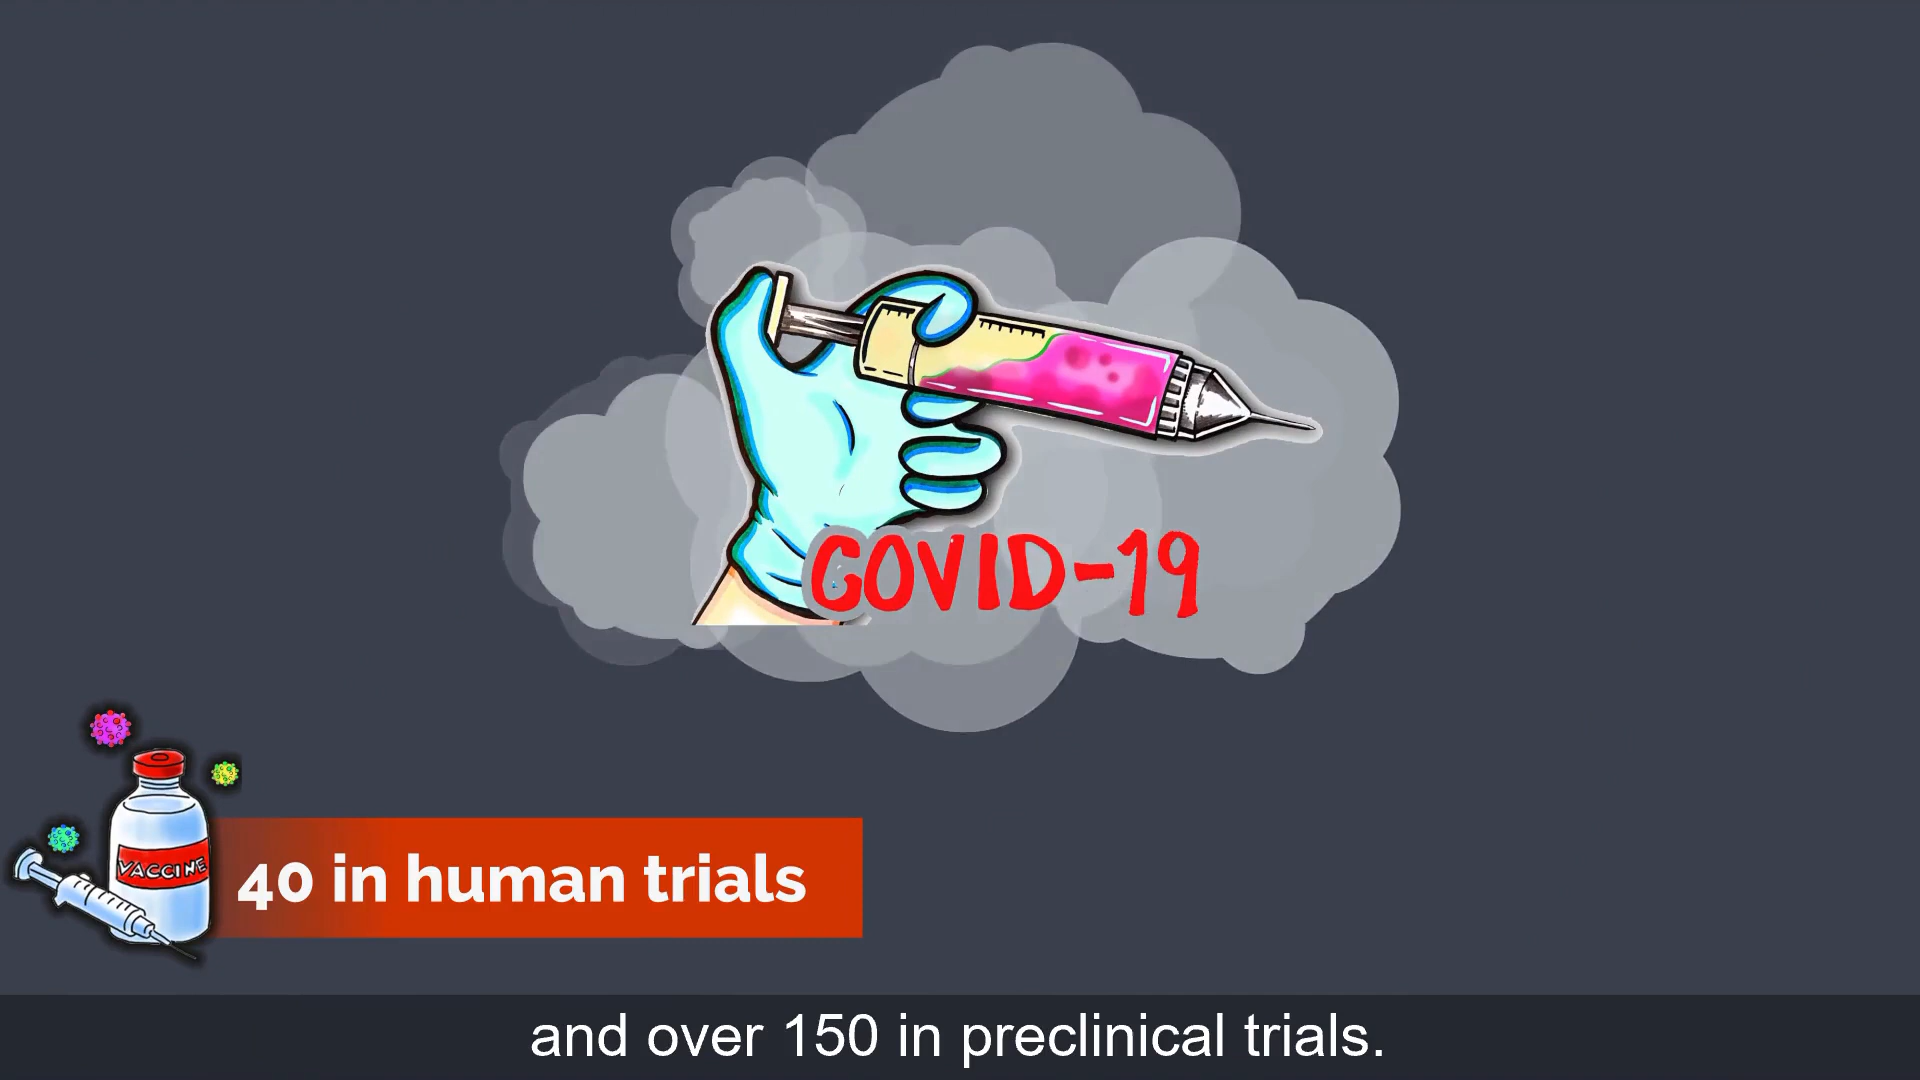 COVID-19
VACCINE
40 in human trials
and over 150 in preclinical trials.